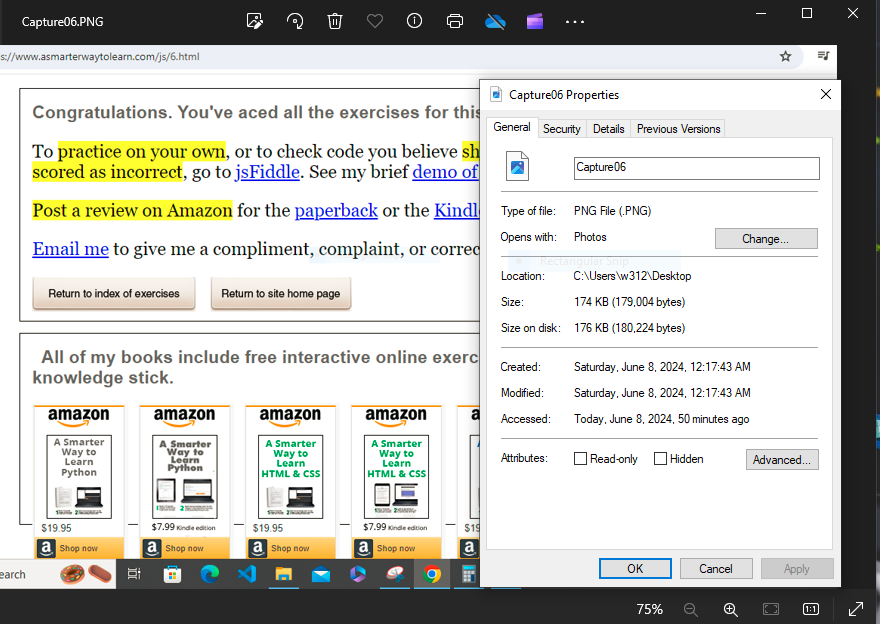 Capture06.PNG
s://www.asmarterwaytolearn.com/js/6.html
Congratulations. You've aced all the exercises for this
To practice on your own, or to check code you believe sh
scored as incorrect, go to jsFiddle. See my brief demo of
Post a review on Amazon for the paperback or the Kindl
Email me to give me a compliment, complaint, or correc
Return to index of exercises
Return to site home page
All of my books include free interactive online exerc
knowledge stick.
amazon
A Smarter
Way to
Learn
Python
$19.95
Shop now
amazon
A Smarter
Way to
Learn
Python
$7.99 Kindle edition
Shop now
amazon
A Smarter
Way to
Learn
HTML & CSS
$19.95
Shop now
amazon
A Smarter
Way to
Learn
HTML & CSS
$7.99 Kindle edition
Shop now
$19
earch
Capture06 Properties
General
Security
Details
Previous Versions
Capture06
Type of file: PNG File (.PNG)
Opens with: Photos
Change...
Rectangular Snip
Location: C:\Users\w312\Desktop
Size: 174 KB (179,004 bytes)
Size on disk: 176 KB (180,224 bytes)
Created: Saturday, June 8, 2024, 12:17:43 AM
Modified: Saturday, June 8, 2024, 12:17:43 AM
Accessed: Today, June 8, 2024, 50 minutes ago
Attributes: Read-only Hidden
Advanced...
OK
Cancel
Apply
75%
1:1